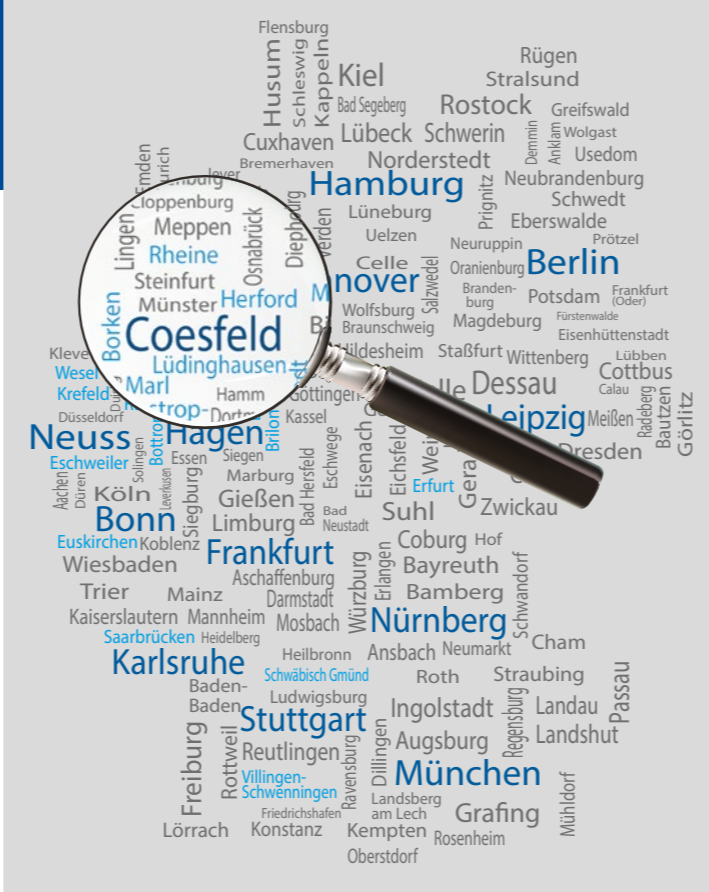 Flensburg
Husum
Schleswig
Kappeln
Kiel
Rügen
Stralsund
Bad Segeberg
Rostock
Greifswald
Cuxhaven
Lübeck
Schwerin
Demmin
Anklam
Wolgast
Usedom
Emden
Bremerhaven
Norderstedt
Hamburg
Prignitz
Neubrandenburg
Schwedt
Cloppenburg
Lüneburg
Eberswalde
Lingen
Meppen
Osnabrück
Verden
Uelzen
Neuruppin
Prötzel
Rheine
Celle
Salzwedel
Oranienburg
Berlin
Steinfurt
nover
Branden-
burg
Potsdam
Frankfurt
(Oder)
Borken
Münster
Herford
Wolfsburg
Magdeburg
Fürstenwalde
Coesfeld
Braunschweig
Eisenhüttenstadt
Kleve
Lüdinghausen
Hildesheim
Staßfurt
Wittenberg
Lübben
Wesel
Cottbus
Krefeld
Marl
Hamm
Göttingen
Dessau
Calau
Düsseldorf
trop-
Kassel
Leipzig
Meißen
Radeberg
Bautzen
Görlitz
Neuss
Solingen
Bottrop
Hagen
Brilon
Eschwege
Eisenach
Eichsfeld
Dresden
Eschweiler
Essen
Siegen
Aachen
Düren
Köln
Leverkusen
Siegburg
Marburg
Bad Hersfeld
Erfurt
Gera
Gießen
Bad
Neustadt
Suhl
Zwickau
Bonn
Limburg
Euskirchen
Koblenz
Frankfurt
Coburg
Hof
Wiesbaden
Aschaffenburg
Würzburg
Erlangen
Bayreuth
Schwandorf
Trier
Mainz
Darmstadt
Bamberg
Kaiserslautern
Mannheim
Mosbach
Nürnberg
Saarbrücken
Heidelberg
Cham
Karlsruhe
Heilbronn
Ansbach
Neumarkt
Schwäbisch Gmünd
Roth
Straubing
Passau
Baden-
Baden
Ludwigsburg
Ingolstadt
Regensburg
Landau
Freiburg
Rottweil
Stuttgart
Landshut
Reutlingen
Ravensburg
Dillingen
Augsburg
Villingen-
Schwenningen
München
Mühldorf
Friedrichshafen
Landsberg
am Lech
Grafing
Lörrach
Konstanz
Kempten
Rosenheim
Oberstdorf